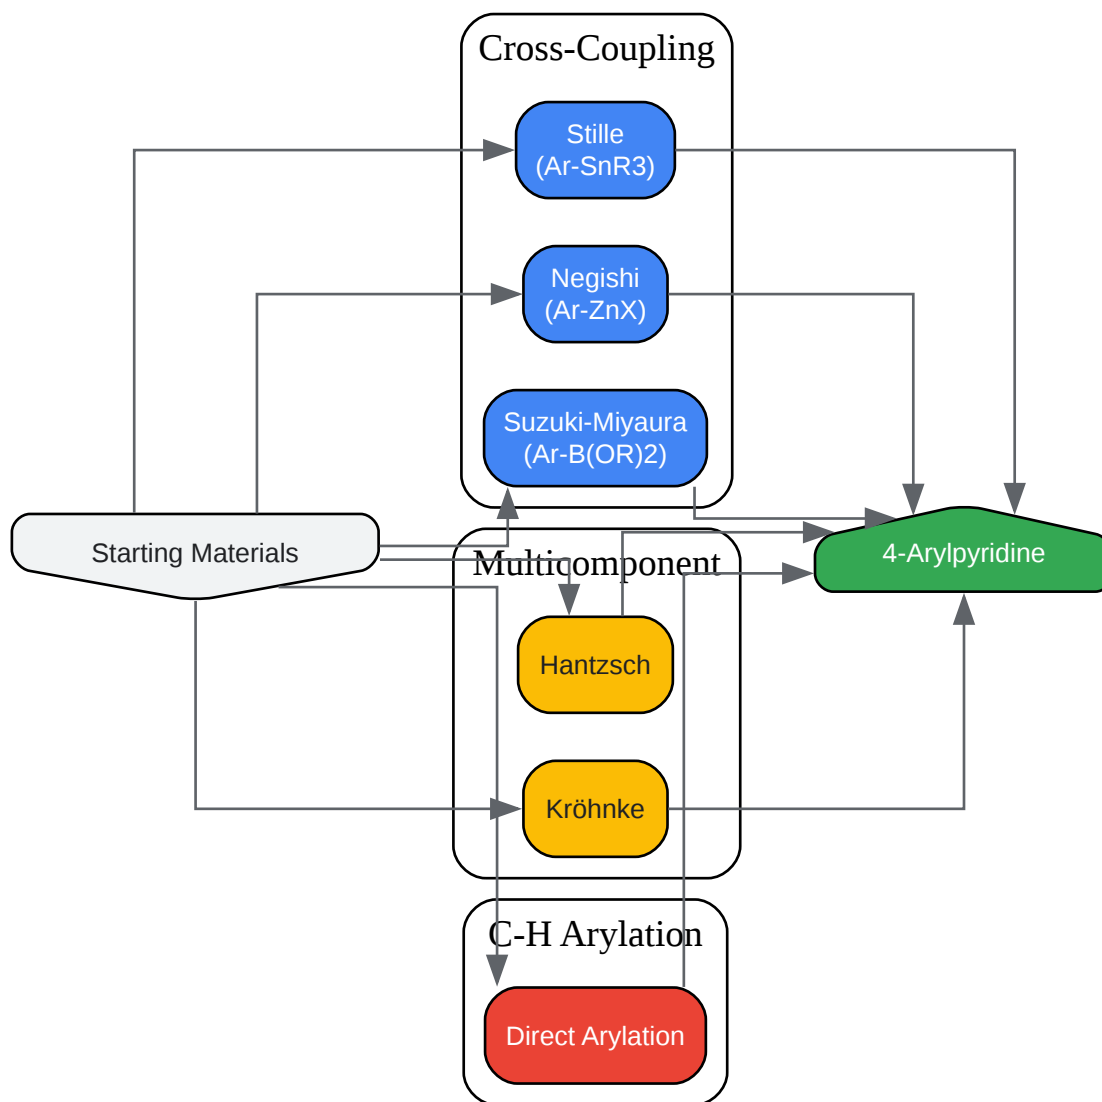 Cross-Coupling
Stille
(Ar-SnR3)
Negishi
(Ar-ZnX)
Suzuki-Miyaura
(Ar-B(OR)2)
Starting Materials
4-Arylpyridine
Multicomponent
Hantzsch
Kröhnke
C-H Arylation
Direct Arylation